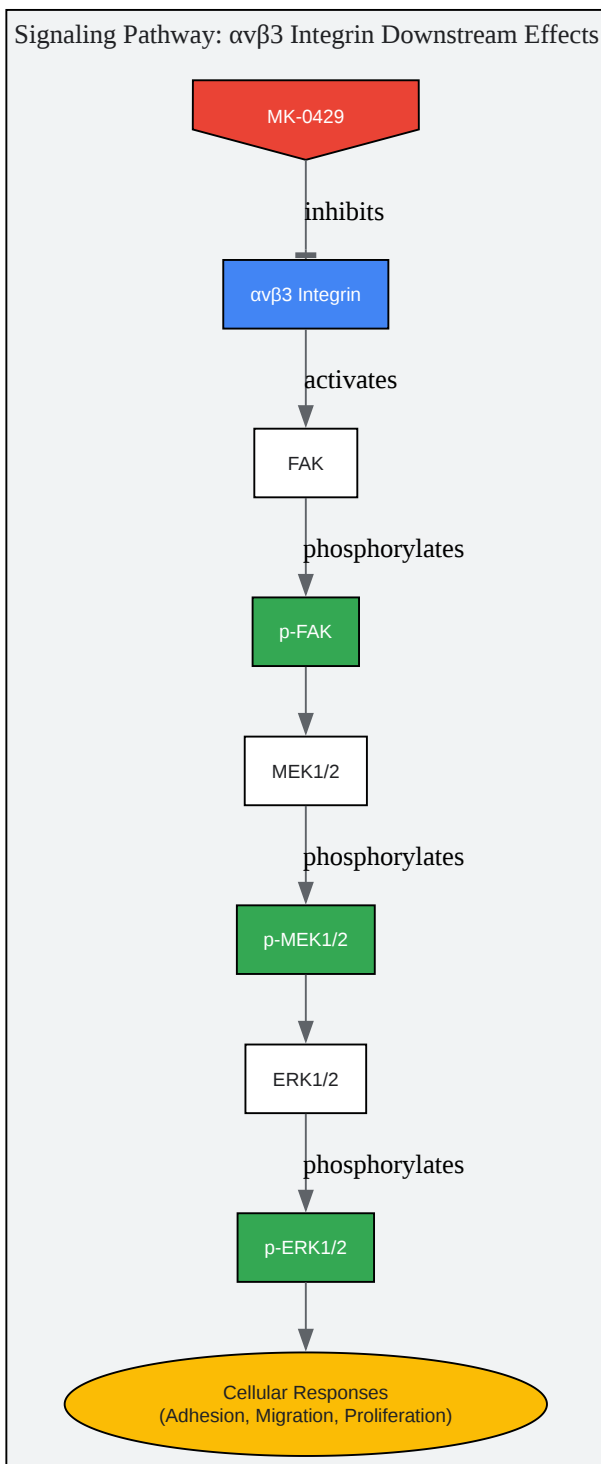 Signaling Pathway: αvβ3 Integrin Downstream Effects
MK-0429
inhibits
αvβ3 Integrin
activates
FAK
phosphorylates
p-FAK
MEK1/2
phosphorylates
p-MEK1/2
ERK1/2
phosphorylates
p-ERK1/2
Cellular Responses
(Adhesion, Migration, Proliferation)